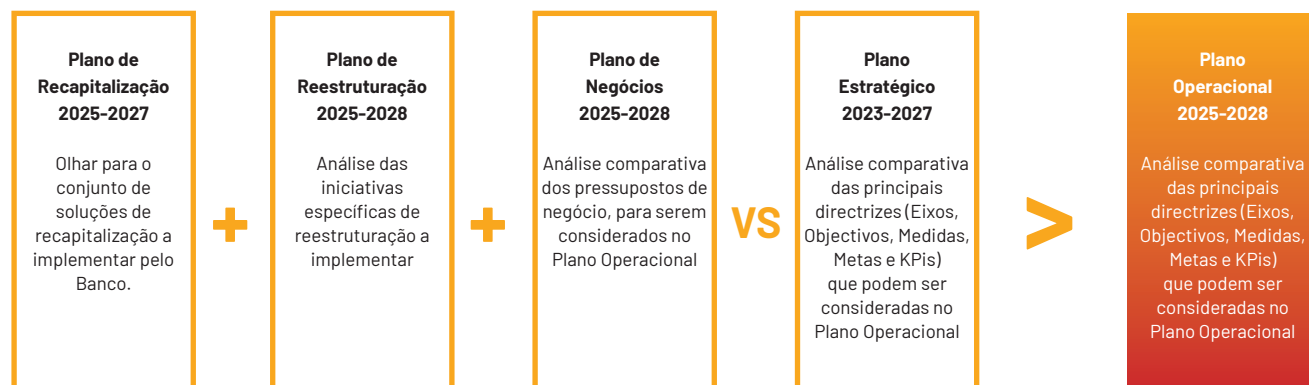 Plano de
Recapitalização
2025-2027
Olhar para o
conjunto de
soluções de
recapitalização a
implementar pelo
Banco.
+
Plano de
Reestruturação
2025-2028
Análise das
iniciativas
específicas de
reestruturação a
implementar
+
Plano de
Negócios
2025-2028
Análise comparativa
dos pressupostos de
negócio, para serem
considerados no
Plano Operacional
VS
Plano
Estratégico
2023-2027
Análise comparativa
das principais
directrizes (Eixos,
Objectivos, Medidas,
Metas e KPis)
que podem ser
consideradas no
Plano Operacional
>
Plano
Operacional
2025-2028
Análise comparativa
das principais
directrizes (Eixos,
Objectivos, Medidas,
Metas e KPis)
que podem ser
consideradas no
Plano Operacional